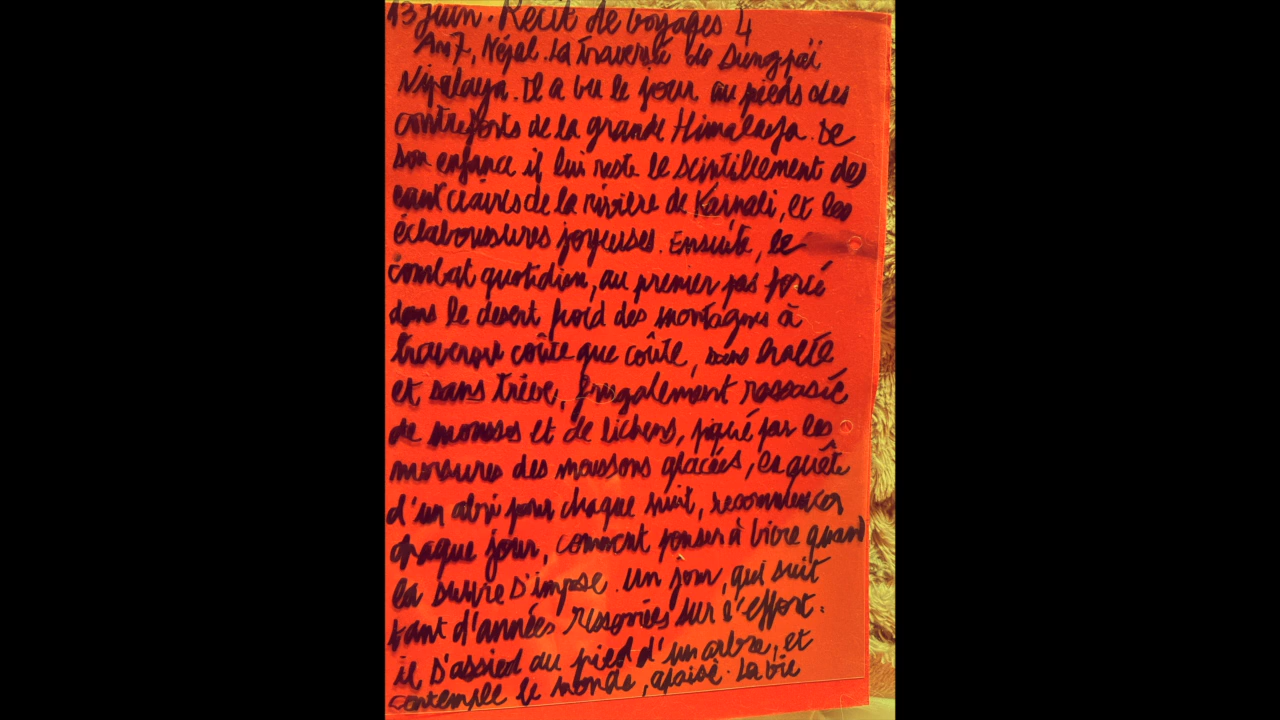 13 juin. Récit de voyages 4
An 7, Népal. La traversée de Sungpaï
Nipalaya. Il a vu le jour au pieds des
contreforts de la grande Himalaya. De
son enfance il lui reste le scintillement des
eaux claires de la rivière de Karnali, et les
éclaboussures joyeuses. Ensuite, le
combat quotidien, au premier pas forcé
dans le desert froid des montagnes à
coûte que coûte, sans halte
et sans trève, frugalement rassasié
de mousses et de lichens, piqué par les
morsures des moussons glacées, en quête
d'un abri pour chaque nuit, recommencer
chaque jour, comment penser à vivre quand
la survie s'impose. Un jour, qui suit
tant d'années sur l'effort.
il s'assied au pied d'un arbre, et
contemple le monde, apaisé. La vie